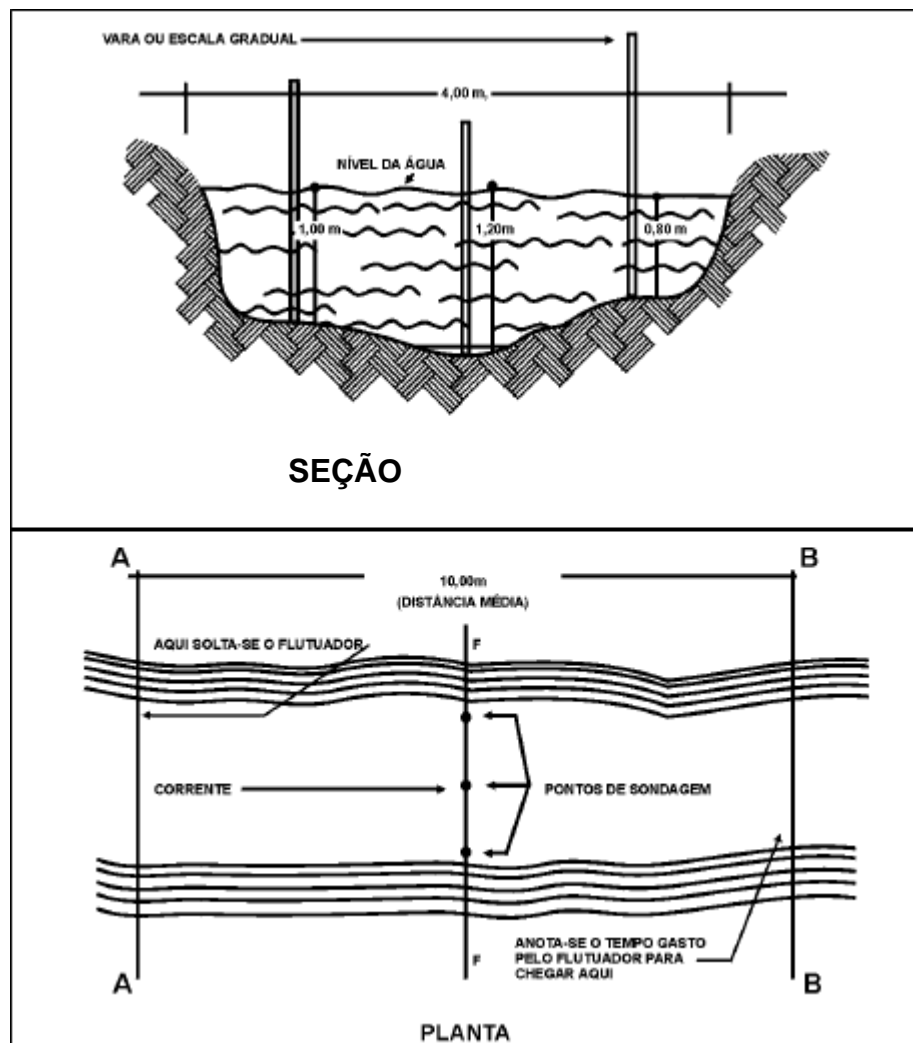 VARA OU ESCALA GRADUAL
4,00 m,
NÍVEL DA ÁGUA
1,00 m
1,20m
0,80 m
SEÇÃO
A
B
10,00m
(DISTÂNCIA MÉDIA)
AQUI SOLTA-SE O FLUTUADOR
F
CORRENTE
PONTOS DE SONDAGEM
F
ANOTA-SE O TEMPO GASTO
PELO FLUTUADOR PARA
CHEGAR AQUI
A
B
PLANTA